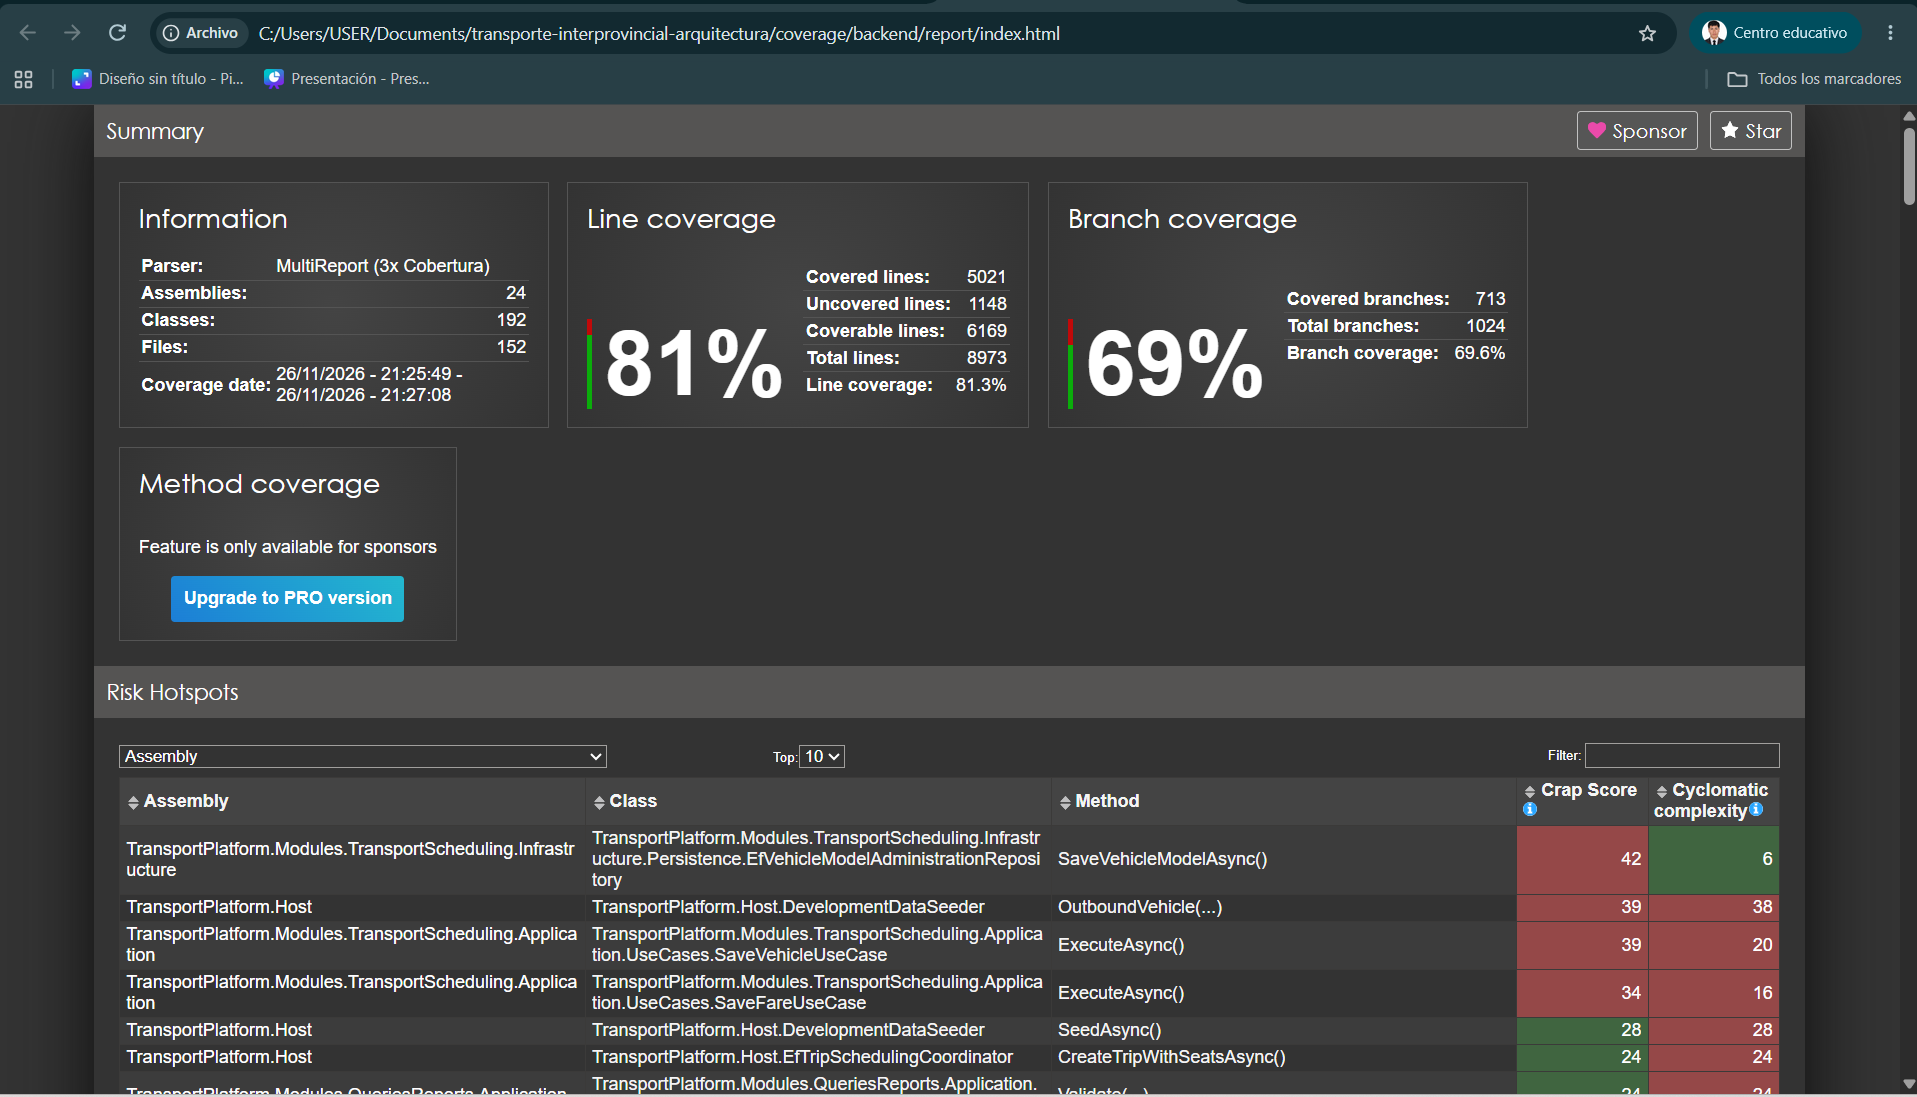 Archivo
C:/Users/USER/Documents/transporte-interprovincial-arquitectura/coverage/backend/report/index.html
Centro educativo
Diseño sin título - Pi...
Presentación - Pres...
Todos los marcadores
Summary
Sponsor
Star
Information
Parser: MultiReport (3x Cobertura)
Assemblies: 24
Classes: 192
Files: 152
Coverage date: 26/11/2026 - 21:25:49 -
26/11/2026 - 21:27:08
Line coverage
81%
Covered lines: 5021
Uncovered lines: 1148
Coverable lines: 6169
Total lines: 8973
Line coverage: 81.3%
Branch coverage
69%
Covered branches: 713
Total branches: 1024
Branch coverage: 69.6%
Method coverage
Feature is only available for sponsors
Upgrade to PRO version
Risk Hotspots
Assembly
Top: 10
Filter:
Assembly
Class
Method
Crap Score
Cyclomatic
complexity
TransportPlatform.Modules.TransportScheduling.Infrastr
ucture
TransportPlatform.Modules.TransportScheduling.Infrastr
ucture.Persistence.EfVehicleModelAdministrationReposi
tory
SaveVehicleModelAsync()
42
6
TransportPlatform.Host
TransportPlatform.Host.DevelopmentDataSeeder
OutboundVehicle(...)
39
38
TransportPlatform.Modules.TransportScheduling.Applica
tion
TransportPlatform.Modules.TransportScheduling.Applica
tion.UseCases.SaveVehicleUseCase
ExecuteAsync()
39
20
TransportPlatform.Modules.TransportScheduling.Applica
tion
TransportPlatform.Modules.TransportScheduling.Applica
tion.UseCases.SaveFareUseCase
ExecuteAsync()
34
16
TransportPlatform.Host
TransportPlatform.Host.DevelopmentDataSeeder
SeedAsync()
28
28
TransportPlatform.Host
TransportPlatform.Host.EfTripSchedulingCoordinator
CreateTripWithSeatsAsync()
24
24
TransportPlatform.Modules.QueriesReports.Application.
TransportPlatform.Modules.QueriesReports.Application.
Validate(...)
24
24